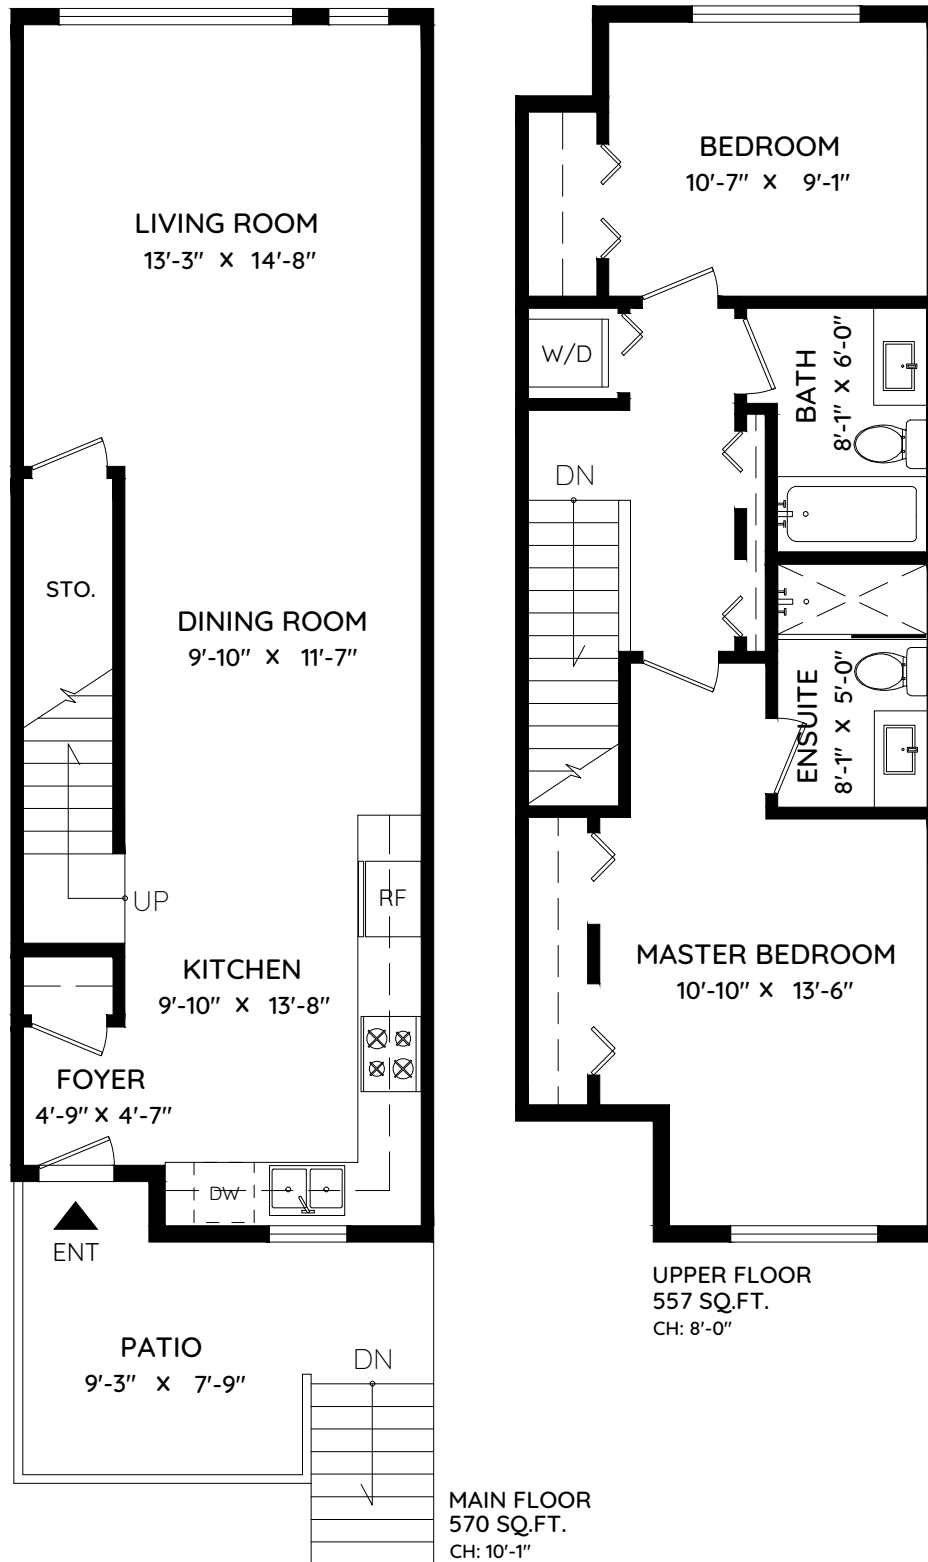 LIVING ROOM
13'-3" X 14'-8"
STO.
DINING ROOM
9'-10" X 11'-7"
UP
RF
KITCHEN
9'-10" X 13'-8"
FOYER
4'-9" X 4'-7"
DW
ENT
PATIO
9'-3" X 7'-9"
DN
MAIN FLOOR
570 SQ.FT.
CH: 10'-1"
BEDROOM
10'-7" X 9'-1"
W/D
BATH
8'-1" X 6'-0"
DN
ENSUITE
8'-1" X 5'-0"
MASTER BEDROOM
10'-10" X 13'-6"
UPPER FLOOR
557 SQ.FT.
CH: 8'-0"